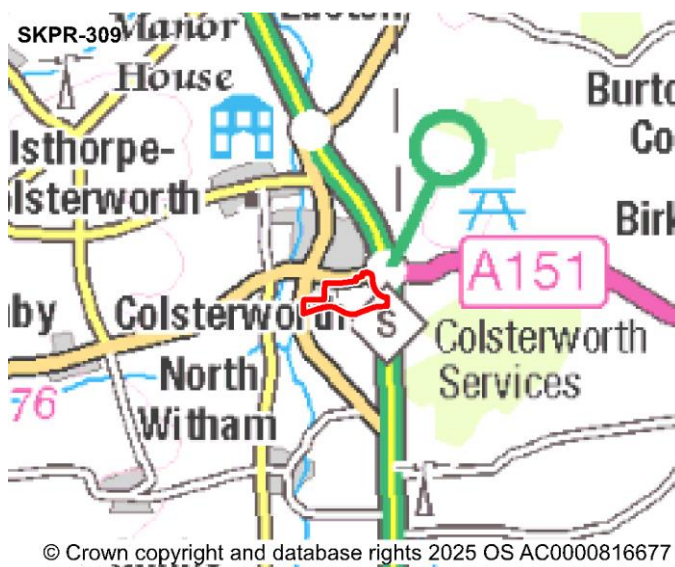 SKPR-309
Manor
House
Easton
Burto
Co
lsthorpe-
olsterworth
Birk
A151
by
Colsterworth
S
Colsterworth
Services
North
Witham
76
© Crown copyright and database rights 2025 OS AC0000816677